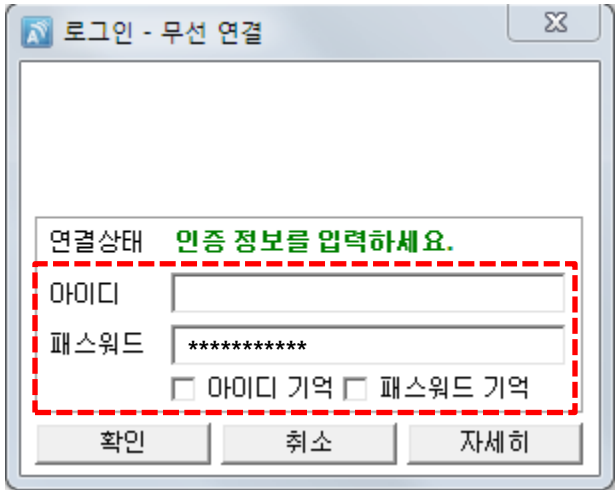 로그인 - 무선 연결
연결상태 인증 정보를 입력하세요.
아이디
패스워드 ***********
아이디 기억 패스워드 기억
확인 취소 자세히